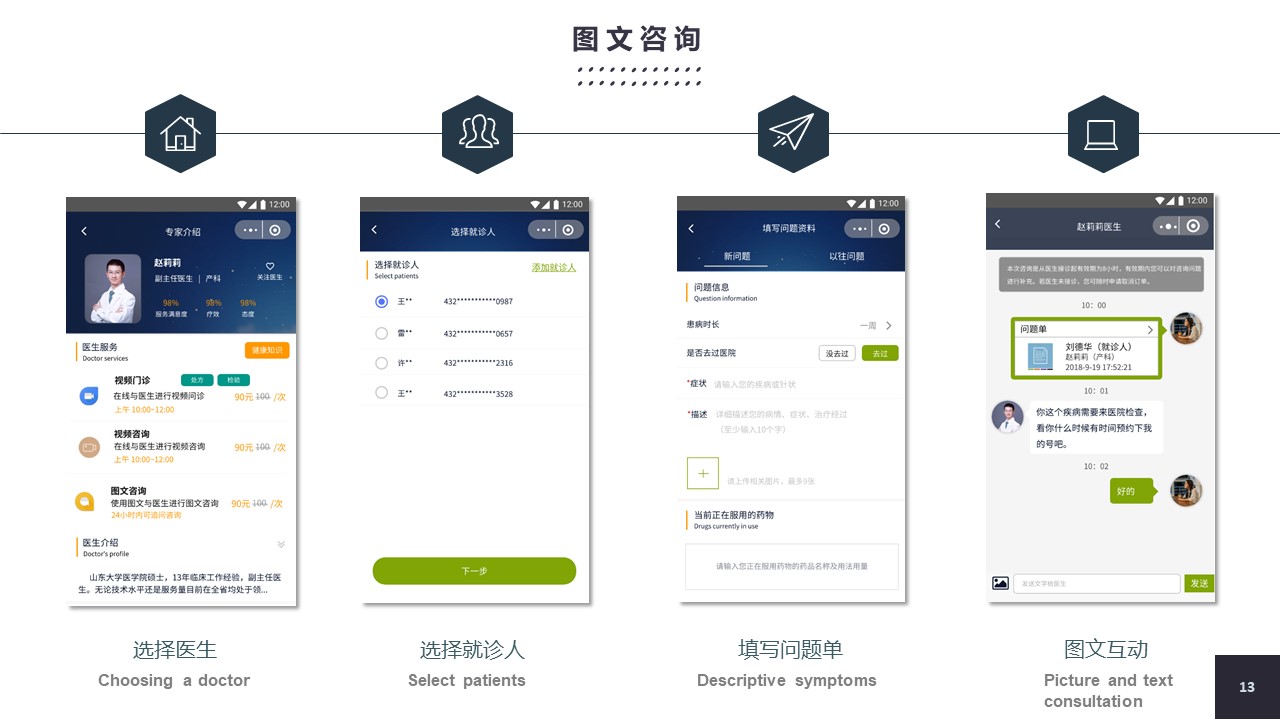 图文咨询
12:00
专家介绍
赵莉莉
副主任医生 | 产科
关注医生
98% 98% 98%
服务满意度 疗效 态度
医生服务
Doctor services
健康知识
视频门诊 处方 检验
在线与医生进行视频问诊 90元 100 /次
上午 10:00~12:00
视频咨询
在线与医生进行视频咨询 90元 100 /次
上午 10:00~12:00
图文咨询
使用图文与医生进行图文咨询 90元 100 /次
24小时内可追问咨询
医生介绍
Doctor's profile
山东大学医学院硕士，13年临床工作经验，副主任医
生。无论技术水平还是服务量目前在全省均处于领...
选择医生
Choosing a doctor
12:00
选择就诊人
选择就诊人
Select patients
添加就诊人
王** 432***********0987
雷** 432***********0657
许** 432***********2316
王** 432***********3528
下一步
选择就诊人
Select patients
12:00
填写问题资料
新问题 以往问题
问题信息
Question information
患病时长 一周
是否去过医院 没去过 去过
*症状 请输入您的疾病或针状
*描述 详细描述您的病情、症状、治疗经过
（至少输入10个字）
请上传相关图片，最多9张
当前正在服用的药物
Drugs currently in use
请输入您正在服用药物的药品名称及用法用量
填写问题单
Descriptive symptoms
12:00
赵莉莉医生
本次咨询是从医生接诊起有效期为8小时，有效期内您可以对咨询问题
进行补充。若医生未接诊，您可随时申请取消订单。
10：00
问题单
刘德华（就诊人）
赵莉莉（产科）
2018-9-19 17:52:21
10：01
你这个疾病需要来医院检查，
看你什么时候有时间预约下我
的号吧。
10：02
好的
发送文字给医生
发送
图文互动
Picture and text
consultation
13